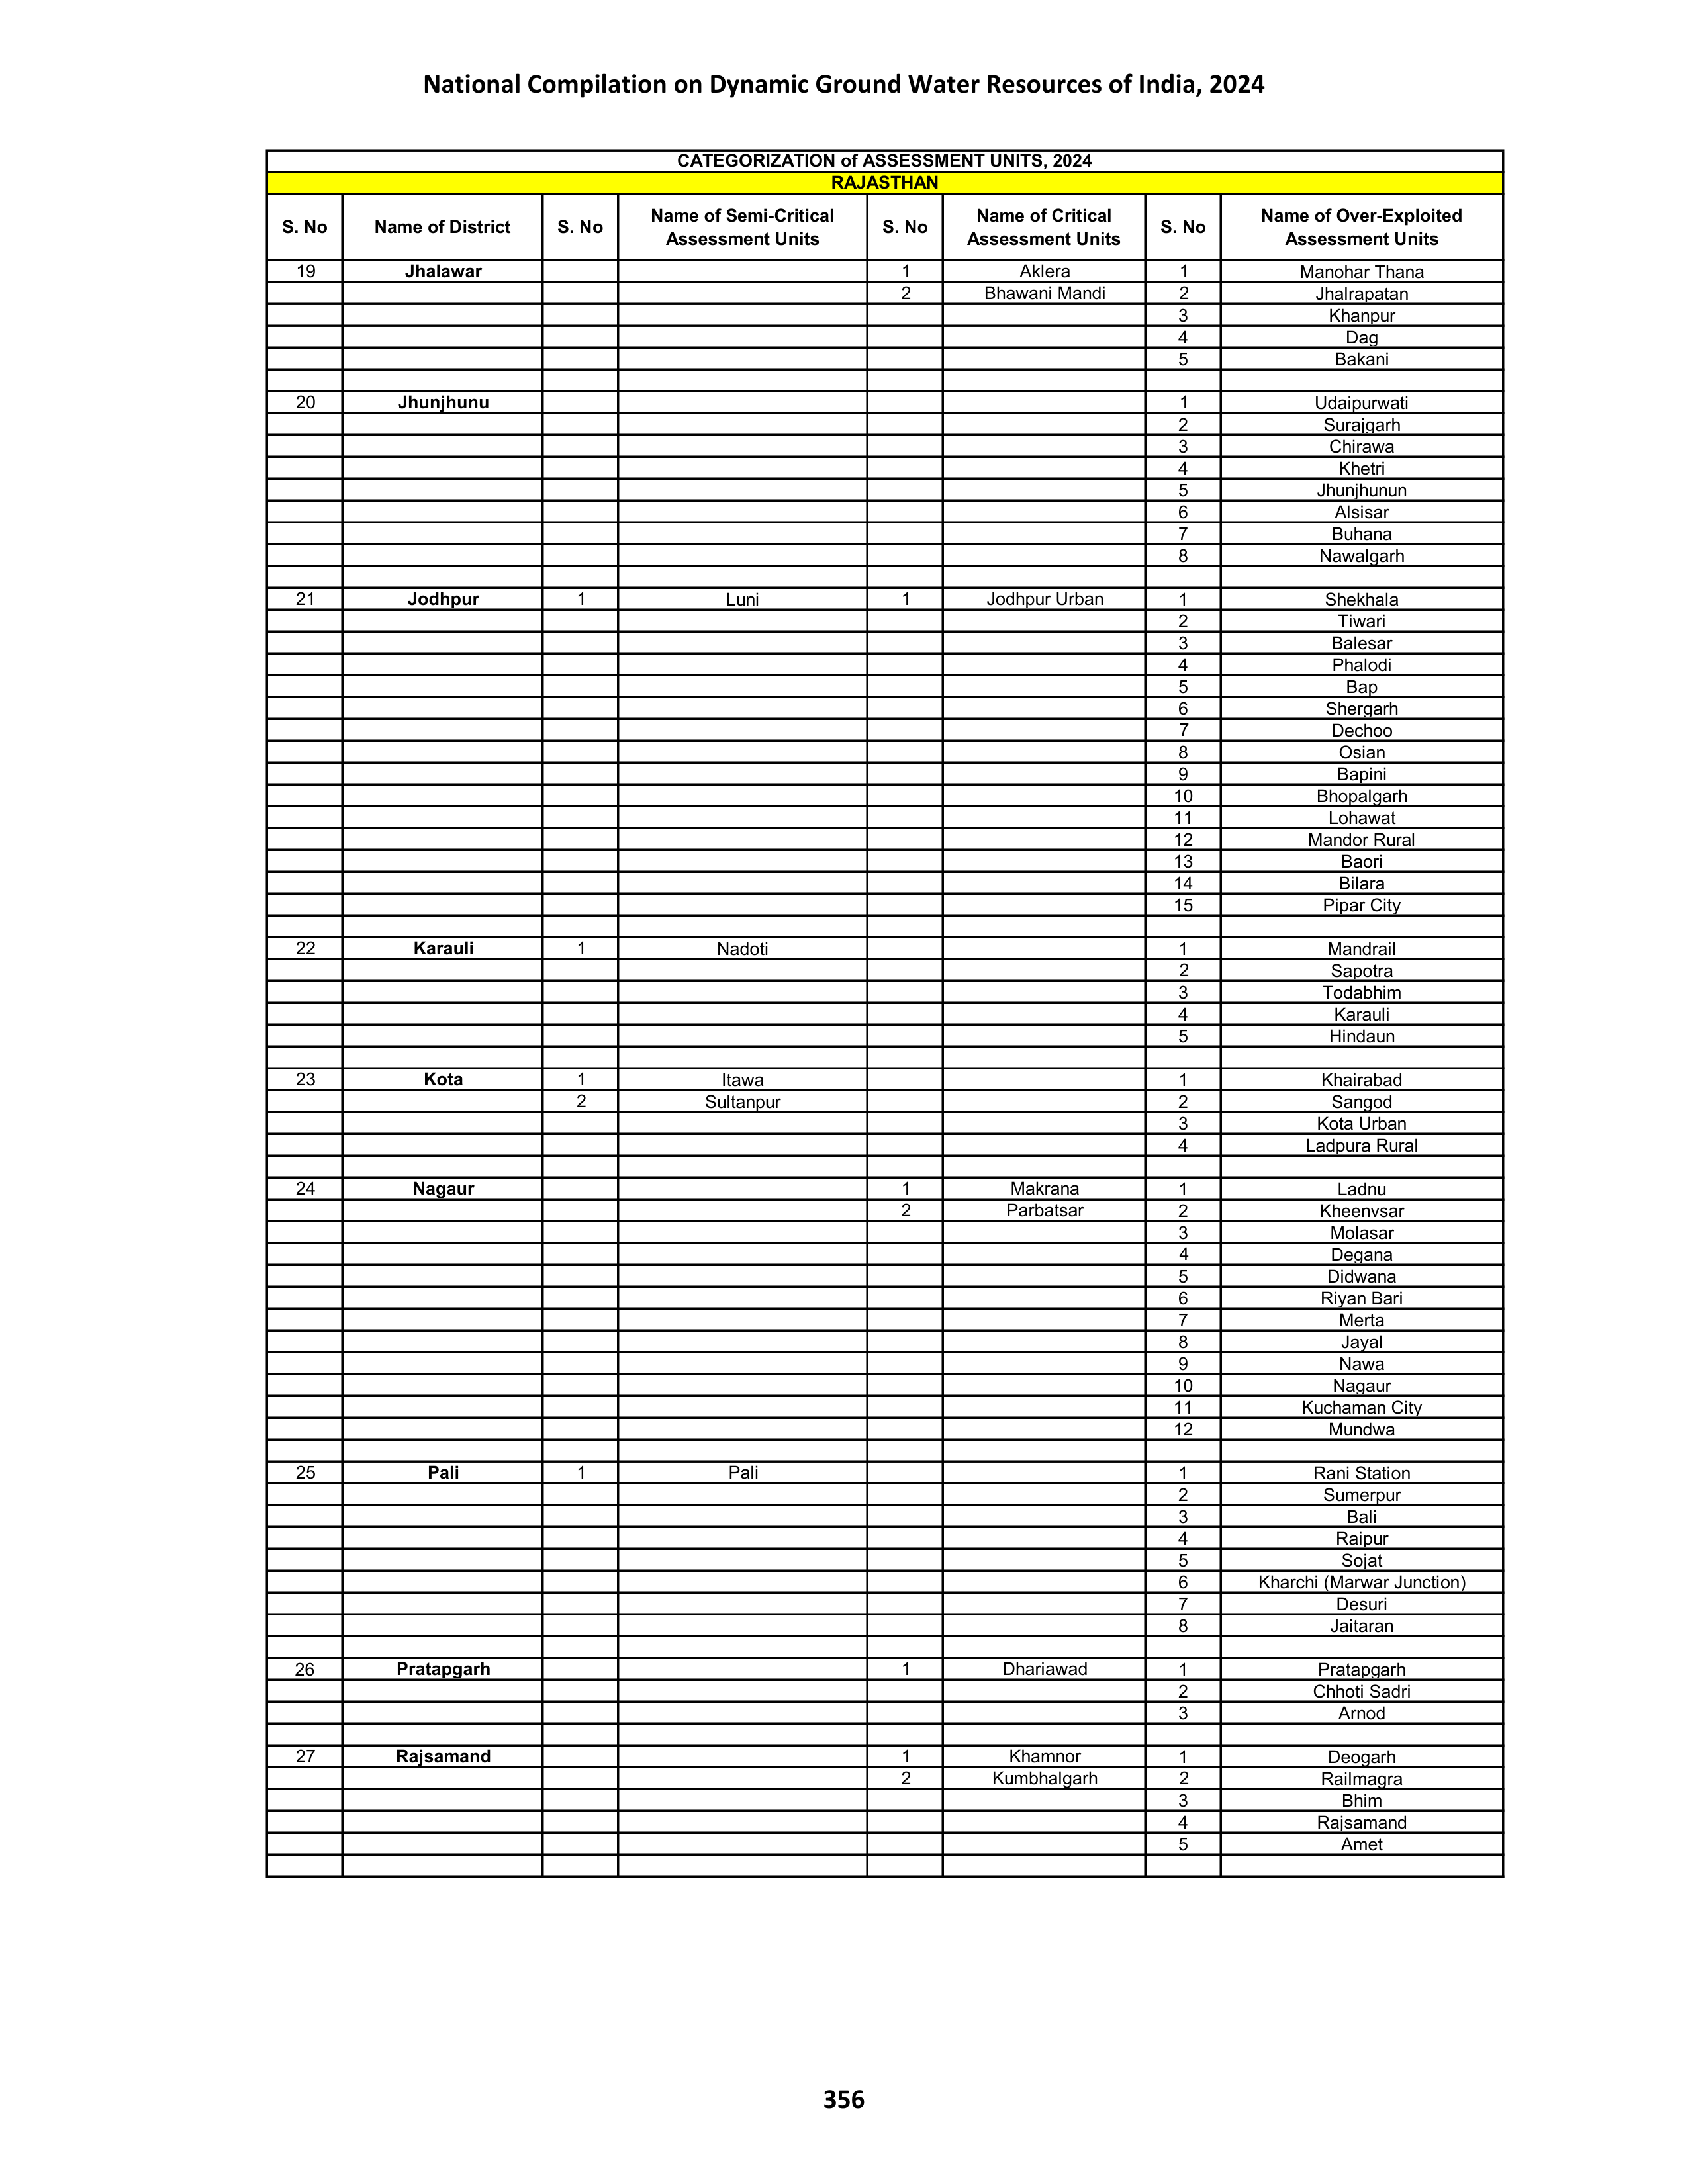 National Compilation on Dynamic Ground Water Resources of India, 2024
CATEGORIZATION of ASSESSMENT UNITS, 2024
RAJASTHAN
S. No Name of District S. No Name of Semi-Critical Assessment Units S. No Name of Critical Assessment Units S. No Name of Over-Exploited Assessment Units
19 Jhalawar 1 Aklera 1 Manohar Thana
2 Bhawani Mandi 2 Jhalrapatan
3 Khanpur
4 Dag
5 Bakani
20 Jhunjhunu 1 Udaipurwati
2 Surajgarh
3 Chirawa
4 Khetri
5 Jhunjhunun
6 Alsisar
7 Buhana
8 Nawalgarh
21 Jodhpur 1 Luni 1 Jodhpur Urban 1 Shekhala
2 Tiwari
3 Balesar
4 Phalodi
5 Bap
6 Shergarh
7 Dechoo
8 Osian
9 Bapini
10 Bhopalgarh
11 Lohawat
12 Mandor Rural
13 Baori
14 Bilara
15 Pipar City
22 Karauli 1 Nadoti 1 Mandrail
2 Sapotra
3 Todabhim
4 Karauli
5 Hindaun
23 Kota 1 Itawa 1 Khairabad
2 Sultanpur 2 Sangod
3 Kota Urban
4 Ladpura Rural
24 Nagaur 1 Makrana 1 Ladnu
2 Parbatsar 2 Kheenvsar
3 Molasar
4 Degana
5 Didwana
6 Riyan Bari
7 Merta
8 Jayal
9 Nawa
10 Nagaur
11 Kuchaman City
12 Mundwa
25 Pali 1 Pali 1 Rani Station
2 Sumerpur
3 Bali
4 Raipur
5 Sojat
6 Kharchi (Marwar Junction)
7 Desuri
8 Jaitaran
26 Pratapgarh 1 Dhariawad 1 Pratapgarh
2 Chhoti Sadri
3 Arnod
27 Rajsamand 1 Khamnor 1 Deogarh
2 Kumbhalgarh 2 Railmagra
3 Bhim
4 Rajsamand
5 Amet
356